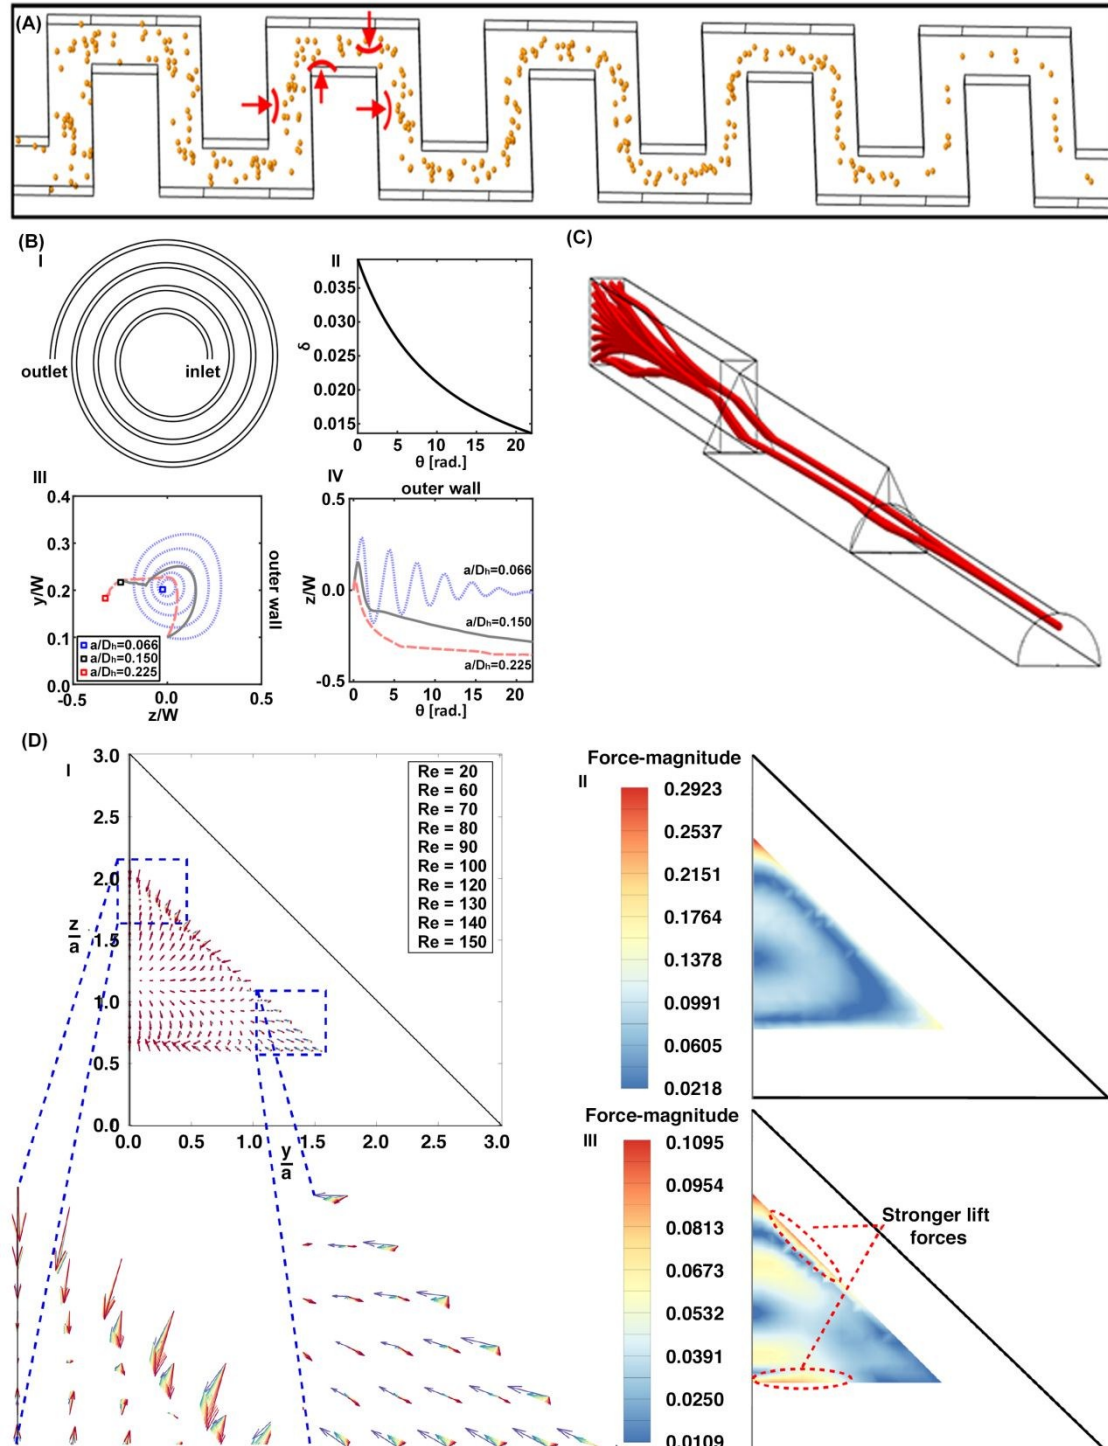 (A)
(B)
I
outlet
inlet
II
0.035
0.030
0.025
0.020
0.015
δ
0
5
10
15
20
θ [rad.]
(C)
III
0.4
0.3
0.2
0.1
0.0
y/W
a/Dh=0.066
a/Dh=0.150
a/Dh=0.225
-0.5
0.0
0.5
z/W
outer wall
IV
outer wall
0.5
0.0
-0.5
z/W
a/Dh=0.066
a/Dh=0.150
a/Dh=0.225
0
5
10
15
20
θ [rad.]
(D)
I
3.0
2.5
2.0
1.5
1.0
0.5
0.0
z/a
Re = 20
Re = 60
Re = 70
Re = 80
Re = 90
Re = 100
Re = 120
Re = 130
Re = 140
Re = 150
0.0
0.5
1.0
1.5
2.0
2.5
3.0
y/a
Force-magnitude
II
0.2923
0.2537
0.2151
0.1764
0.1378
0.0991
0.0605
0.0218
Force-magnitude
III
0.1095
0.0954
0.0813
0.0673
0.0532
0.0391
0.0250
0.0109
Stronger lift
forces